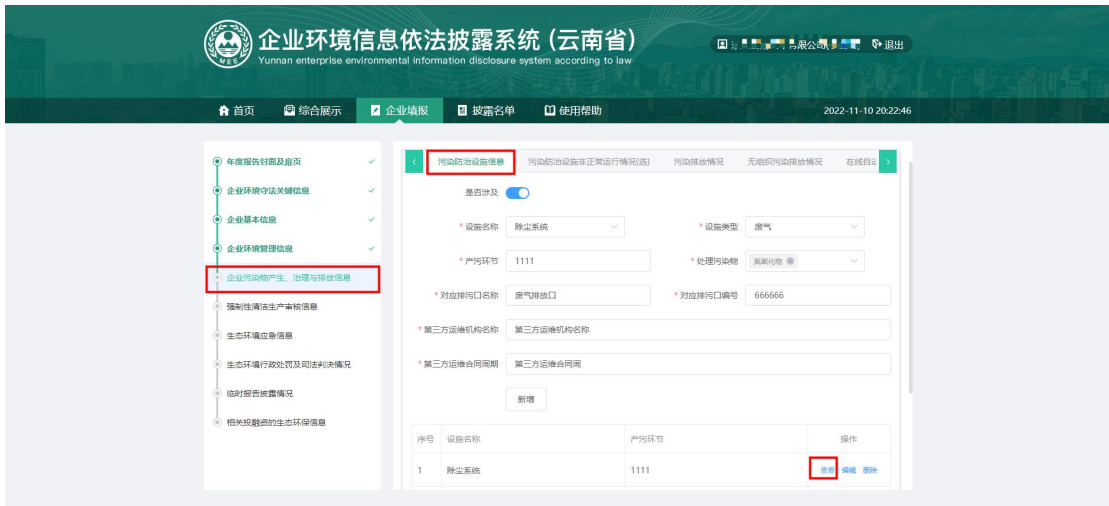 企业环境信息依法披露系统 (云南省)
Yunnan enterprise environmental information disclosure system according to law
MEE
限公司
退出
首页 综合展示 企业填报 披露名单 使用帮助 2022-11-10 20:22:46
年度报告封面及扉页
企业环境守法关键信息
企业基本信息
企业环境管理信息
企业污染物产生、治理与排放信息
强制性清洁生产审核信息
生态环境应急信息
生态环境行政处罚及司法判决情况
临时报告披露情况
相关投融资的生态环保信息
污染防治设施信息 污染防治设施非正常运行情况(选) 污染排放情况 无组织污染排放情况 在线自
是否涉及
* 设施名称 除尘系统 * 设施类型 废气
* 产污环节 1111 * 处理污染物 氮氧化物
* 对应排污口名称 废气排放口 * 对应排污口编号 666666
* 第三方运维机构名称 第三方运维机构名称
* 第三方运维合同周期 第三方运维合同周
新增
序号 设施名称 产污环节 操作
1 除尘系统 1111 查看 编辑 删除